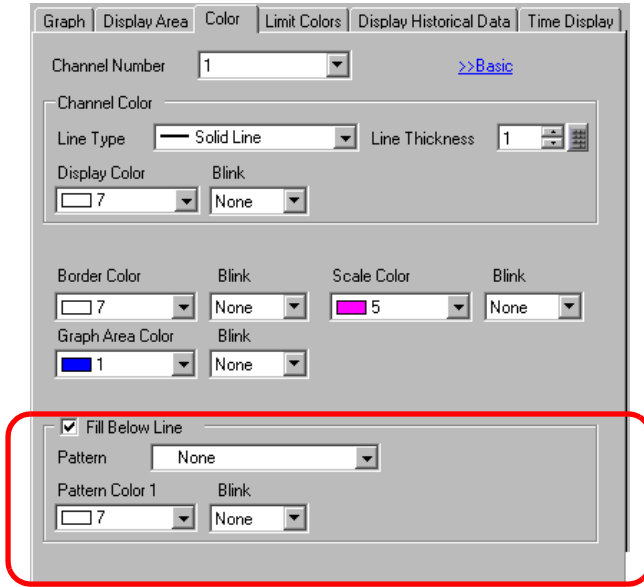 Graph Display Area Color Limit Colors Display Historical Data Time Display
Channel Number 1 >>Basic
Channel Color
Line Type Solid Line Line Thickness 1
Display Color Blink
7 None
Border Color Blink Scale Color Blink
7 None 5 None
Graph Area Color Blink
1 None
Fill Below Line
Pattern None
Pattern Color 1 Blink
7 None